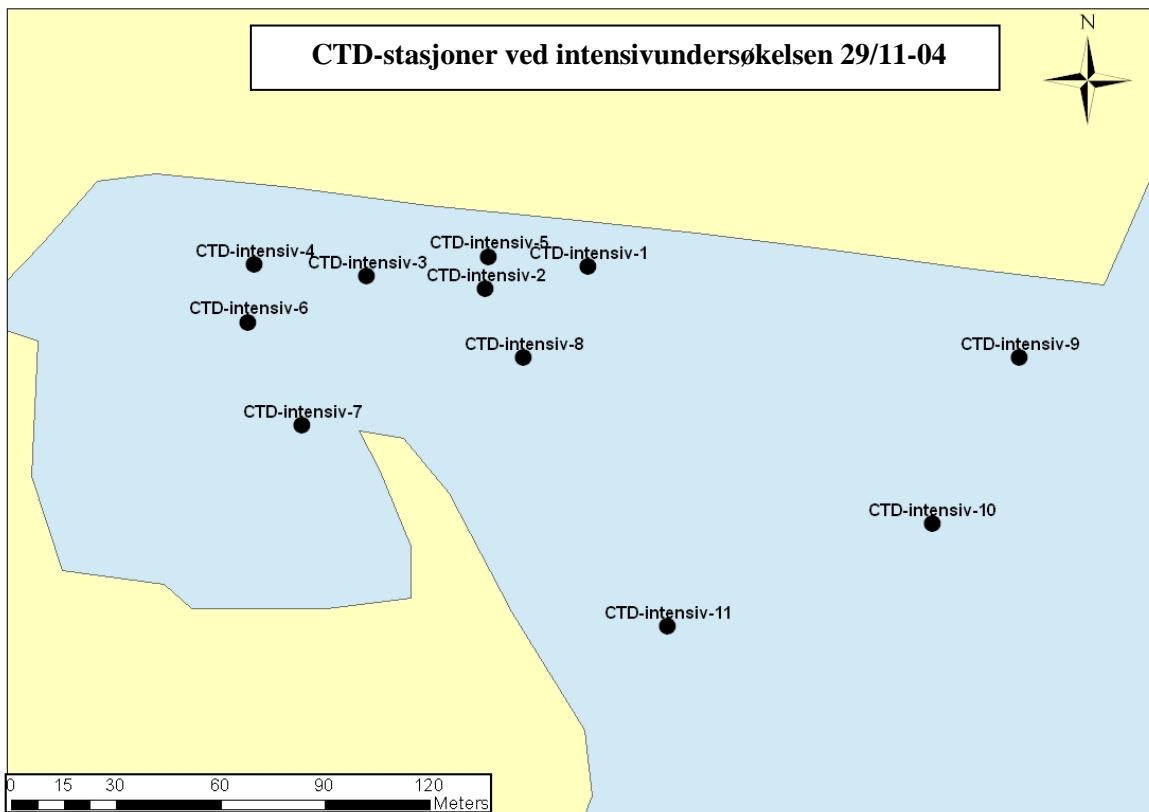 CTD-stasjoner ved intensivundersøkelsen 29/11-04
N
CTD-intensiv-5
CTD-intensiv-4
CTD-intensiv-1
CTD-intensiv-3
CTD-intensiv-2
CTD-intensiv-6
CTD-intensiv-8
CTD-intensiv-9
CTD-intensiv-7
CTD-intensiv-10
CTD-intensiv-11
0 15 30 60 90 120
Meters